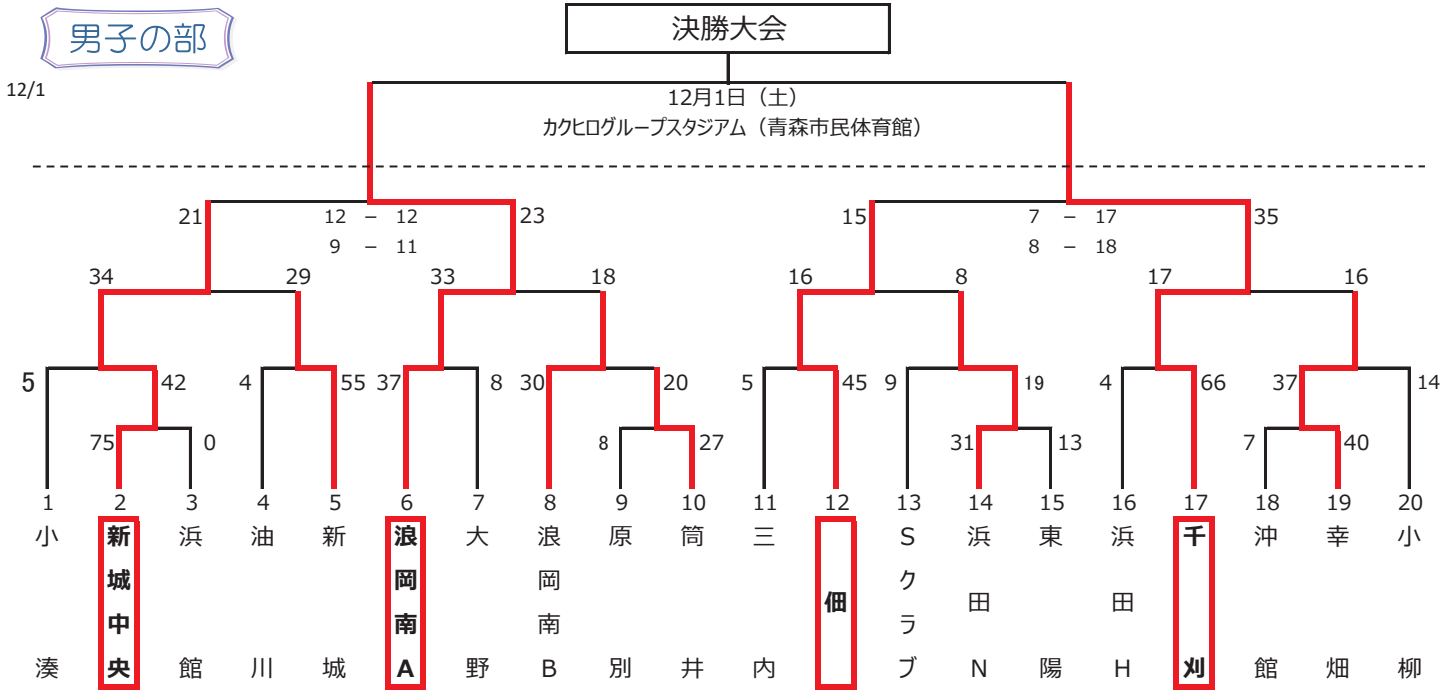 男子の部
決勝大会
12/1
12月1日（土）
カクヒログループスタジアム（青森市民体育館）
21 12 － 12 23 15 7 － 17 35
9 － 11 8 － 18
34 29 33 18 16 8 17 16
5 42 4 55 37 8 30 20 5 45 9 19 4 66 37 14
75 0 8 27 31 13 7 40
1 2 3 4 5 6 7 8 9 10 11 12 13 14 15 16 17 18 19 20
小湊
新城中央
浜館
油川
新城
浪岡南A
大野
浪岡南B
原別
筒井
三内
佃
Sクラブ
浜田N
東陽
浜田H
千刈
沖館
幸畑
小柳